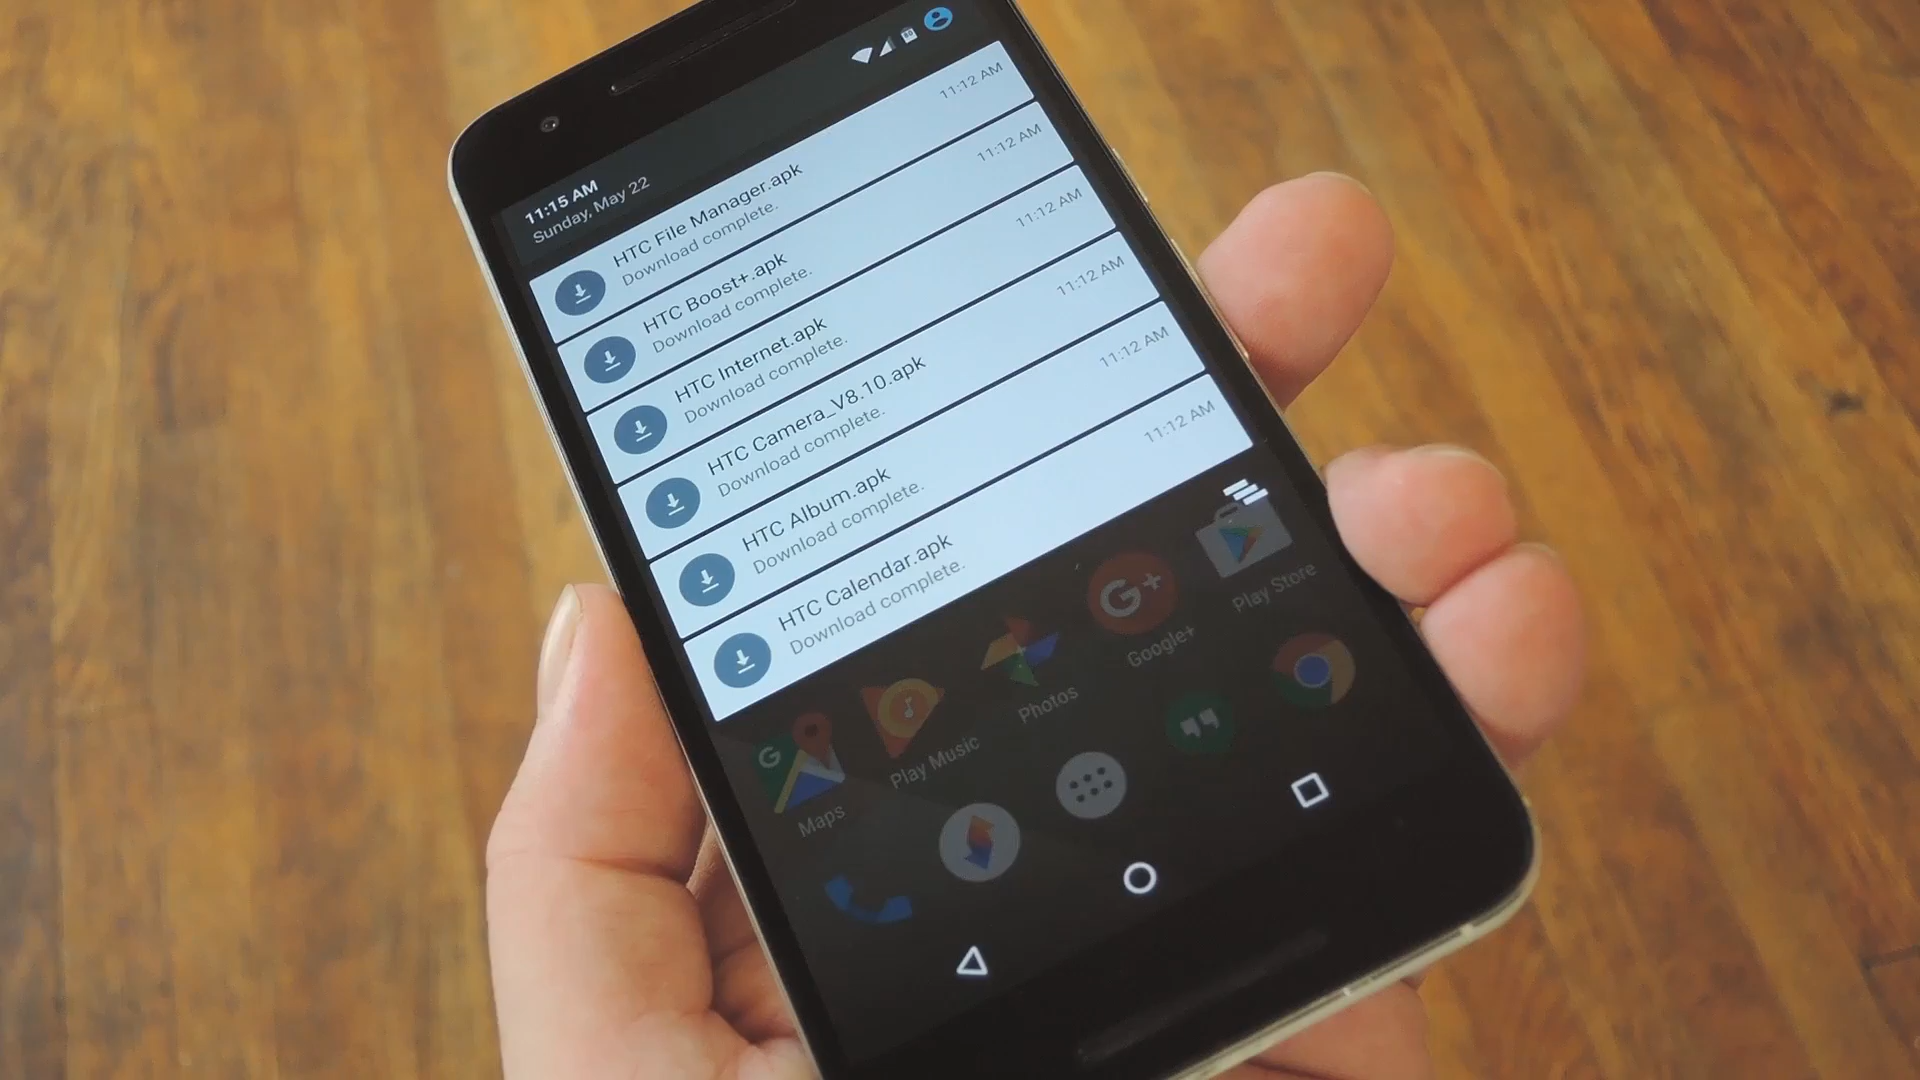 11:15 AM
Sunday, May 22
HTC File Manager.apk
11:12 AM
Download complete.
HTC Boost+.apk
11:12 AM
Download complete.
HTC Internet.apk
11:12 AM
Download complete.
HTC Camera_V8.10.apk
11:12 AM
Download complete.
HTC Album.apk
11:12 AM
Download complete.
HTC Calendar.apk
11:12 AM
Download complete.
G
Maps
Play Music
Photos
G+
Google+
Play Store